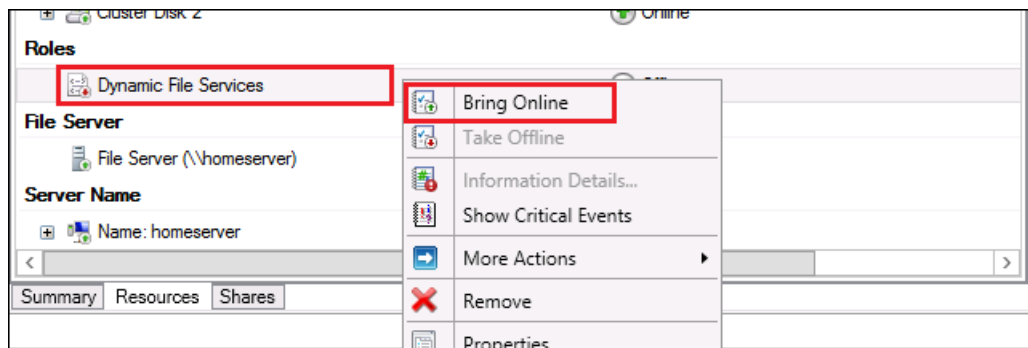 Cluster Disk 2 Online
Roles
Dynamic File Services
Bring Online
File Server
Take Offline
File Server (\\homeserver)
Information Details...
Server Name
Show Critical Events
Name: homeserver
More Actions
Summary Resources Shares
Remove
Properties